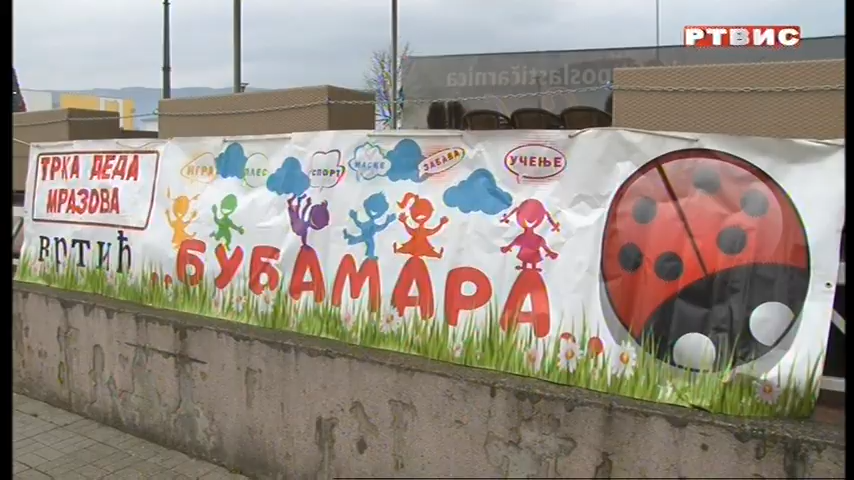 РТВИС
poslastičarnica
ТРКА ДЕДА
МРАЗОВА
ИГРА
ПЛЕС
СПОРТ
МАСКЕ
ЗАБАВА
УЧЕЊЕ
вртић
БУБАМАРА